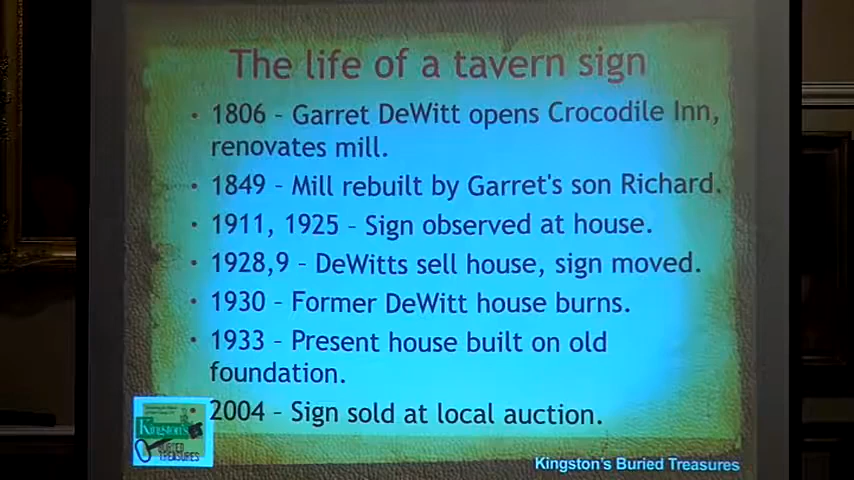 The life of a tavern sign
• 1806 – Garret DeWitt opens Crocodile Inn,
renovates mill.
• 1849 – Mill rebuilt by Garret's son Richard.
• 1911, 1925 – Sign observed at house.
• 1928,9 – DeWitts sell house, sign moved.
• 1930 – Former DeWitt house burns.
• 1933 – Present house built on old
foundation.
• 2004 – Sign sold at local auction.
Kingston's
BURIED
TREASURES
Kingston's Buried Treasures